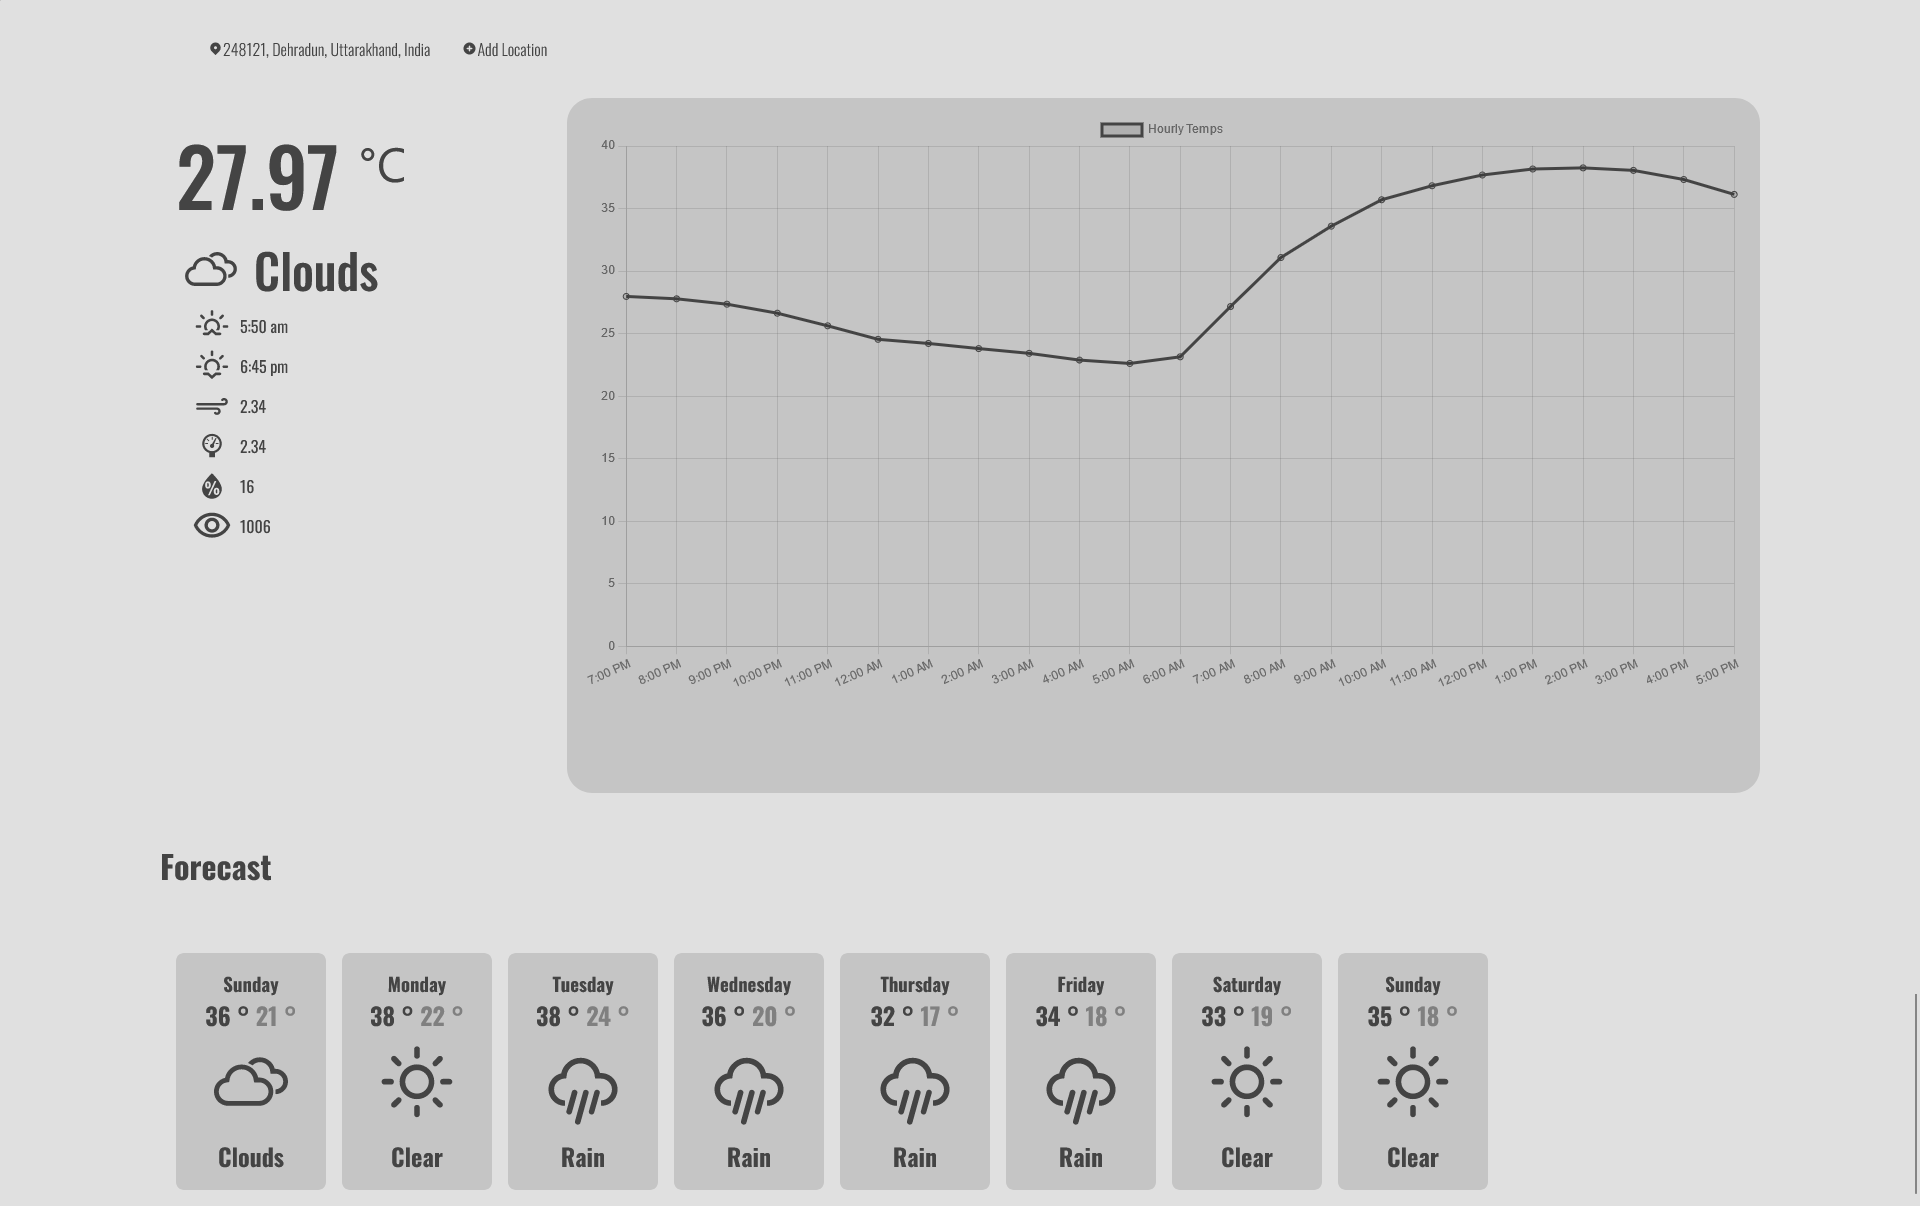 248121, Dehradun, Uttarakhand, India Add Location
27.97 °C
Clouds
5:50 am
6:45 pm
2.34
2.34
% 16
1006
Hourly Temps
40
35
30
25
20
15
10
5
0
7:00 PM 8:00 PM 9:00 PM 10:00 PM 11:00 PM 12:00 AM 1:00 AM 2:00 AM 3:00 AM 4:00 AM 5:00 AM 6:00 AM 7:00 AM 8:00 AM 9:00 AM 10:00 AM 11:00 AM 12:00 PM 1:00 PM 2:00 PM 3:00 PM 4:00 PM 5:00 PM
Forecast
Sunday
36 ° 21 °
Clouds
Monday
38 ° 22 °
Clear
Tuesday
38 ° 24 °
Rain
Wednesday
36 ° 20 °
Rain
Thursday
32 ° 17 °
Rain
Friday
34 ° 18 °
Rain
Saturday
33 ° 19 °
Clear
Sunday
35 ° 18 °
Clear